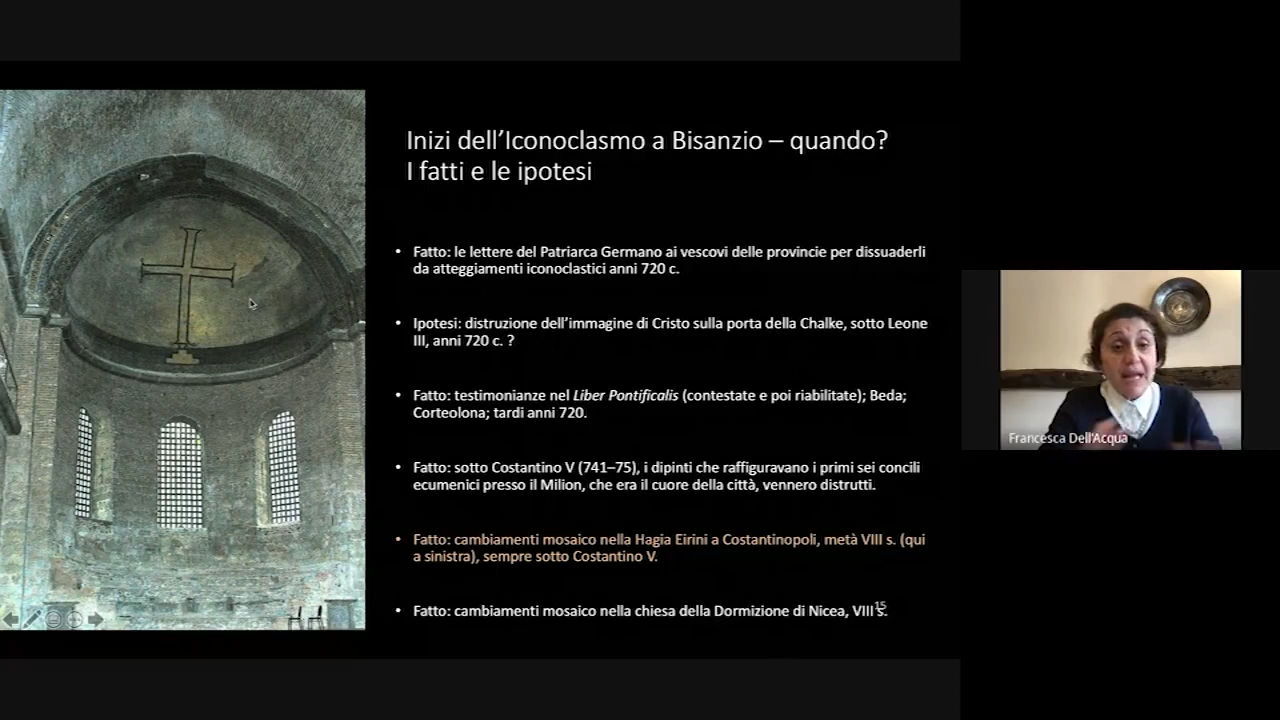 Inizi dell'Iconoclasmo a Bisanzio – quando?
I fatti e le ipotesi
• Fatto: le lettere del Patriarca Germano ai vescovi delle provincie per dissuaderli
da atteggiamenti iconoclastici anni 720 c.
• Ipotesi: distruzione dell'immagine di Cristo sulla porta della Chalke, sotto Leone
III, anni 720 c. ?
• Fatto: testimonianze nel Liber Pontificalis (contestate e poi riabilitate); Beda;
Corteolona; tardi anni 720.
• Fatto: sotto Costantino V (741–75), i dipinti che raffiguravano i primi sei concili
ecumenici presso il Milion, che era il cuore della città, vennero distrutti.
• Fatto: cambiamenti mosaico nella Hagia Eirini a Costantinopoli, metà VIII s. (qui
a sinistra), sempre sotto Costantino V.
• Fatto: cambiamenti mosaico nella chiesa della Dormizione di Nicea, VIII s.
15
Francesca Dell'Acqua